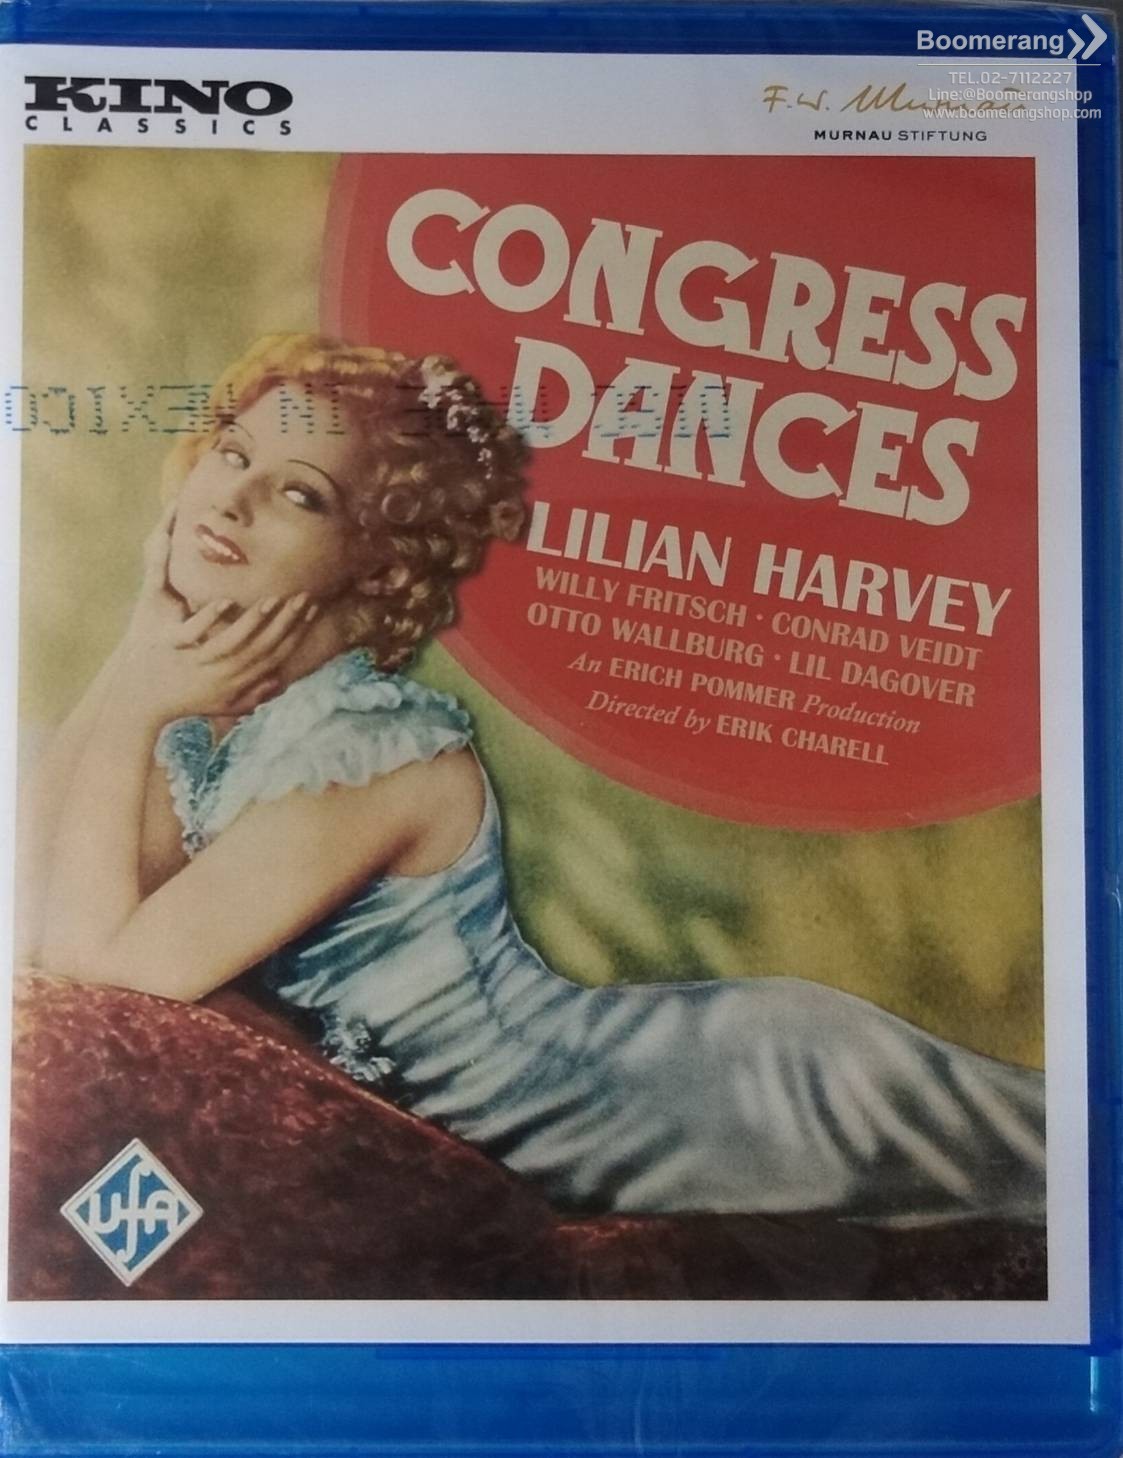 Boomerang
TEL.02-7112227
Line:@Boomerangshop
www.boomerangshop.com
KINO
CLASSICS
F.W. Murnau
MURNAU STIFTUNG
CONGRESS
DANCES
LILIAN HARVEY
WILLY FRITSCH · CONRAD VEIDT
OTTO WALLBURG · LIL DAGOVER
An ERICH POMMER Production
Directed by ERIK CHARELL
UFA